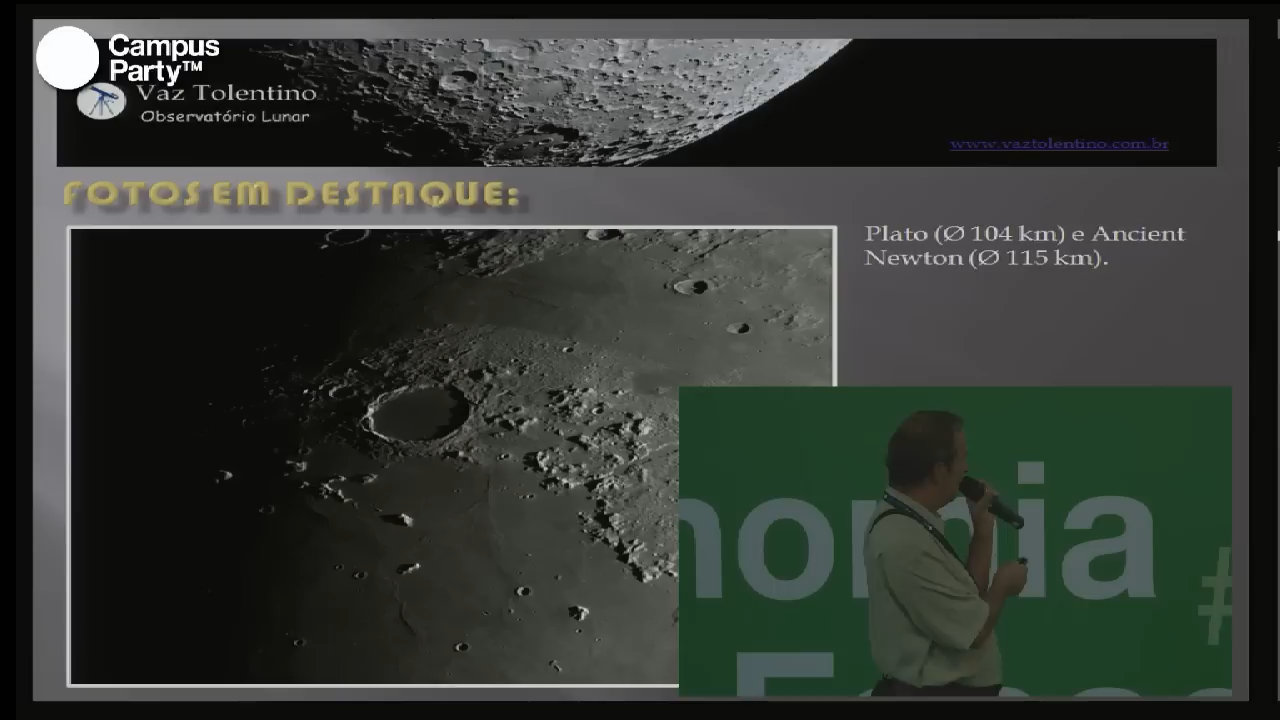 Campus
Party™
Vaz Tolentino
Observatório Lunar
www.vaztolentino.com.br
FOTOS EM DESTAQUE:
Plato (Ø 104 km) e Ancient
Newton (Ø 115 km).
nomia
#